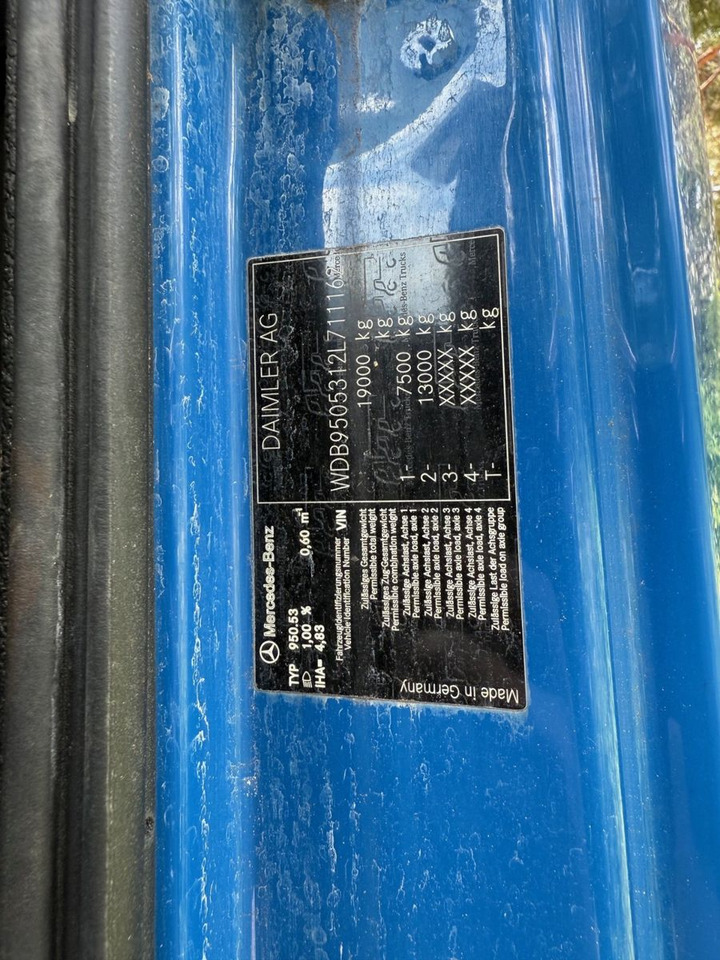 Mercedes-Benz
DAIMLER AG
TYP 950.53
1,00 % 0,60 m⁻¹
IHA= 4,83
Fahrzeugidentifizierungsnummer
Vehicle Identification Number VIN WDB9505312L711116
Zulässiges Gesamtgewicht
Permissible total weight 19000 kg
Zulässiges Zug-Gesamtgewicht
Permissible combination weight kg
Zulässige Achslast, Achse 1
Permissible axle load, axle 1 1- 7500 kg
Zulässige Achslast, Achse 2
Permissible axle load, axle 2 2- 13000 kg
Zulässige Achslast, Achse 3
Permissible axle load, axle 3 3- XXXXX kg
Zulässige Achslast, Achse 4
Permissible axle load, axle 4 4- XXXXX kg
Zulässige Last der Achsgruppe
Permissible load on axle group T- kg
Made in Germany